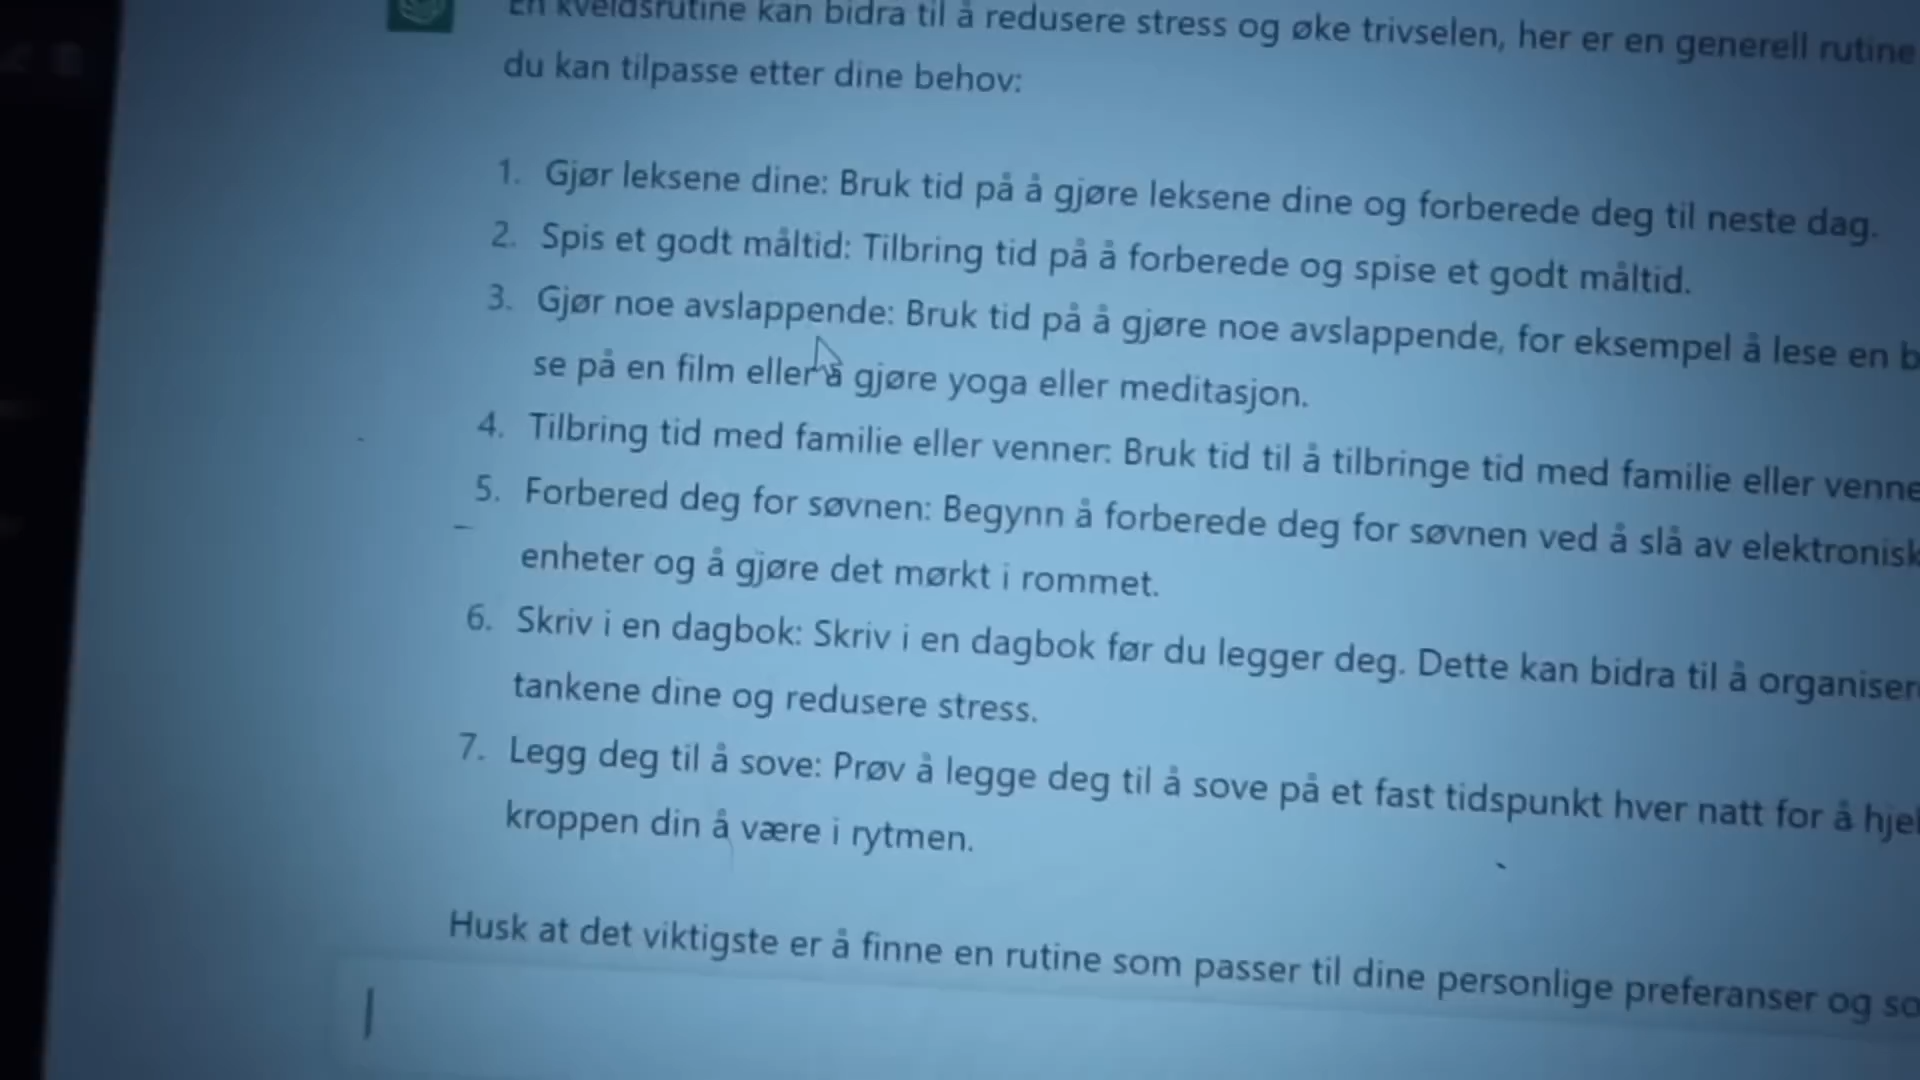 En kveldsrutine kan bidra til å redusere stress og øke trivselen, her er en generell rutine
du kan tilpasse etter dine behov:
1. Gjør leksene dine: Bruk tid på å gjøre leksene dine og forberede deg til neste dag.
2. Spis et godt måltid: Tilbring tid på å forberede og spise et godt måltid.
3. Gjør noe avslappende: Bruk tid på å gjøre noe avslappende, for eksempel å lese en
se på en film eller å gjøre yoga eller meditasjon.
4. Tilbring tid med familie eller venner: Bruk tid til å tilbringe tid med familie eller venne
5. Forbered deg for søvnen: Begynn å forberede deg for søvnen ved å slå av elektronisk
enheter og å gjøre det mørkt i rommet.
6. Skriv i en dagbok: Skriv i en dagbok før du legger deg. Dette kan bidra til å organiser
tankene dine og redusere stress.
7. Legg deg til å sove: Prøv å legge deg til å sove på et fast tidspunkt hver natt for å
kroppen din å være i rytmen.
Husk at det viktigste er å finne en rutine som passer til dine personlige preferanser og